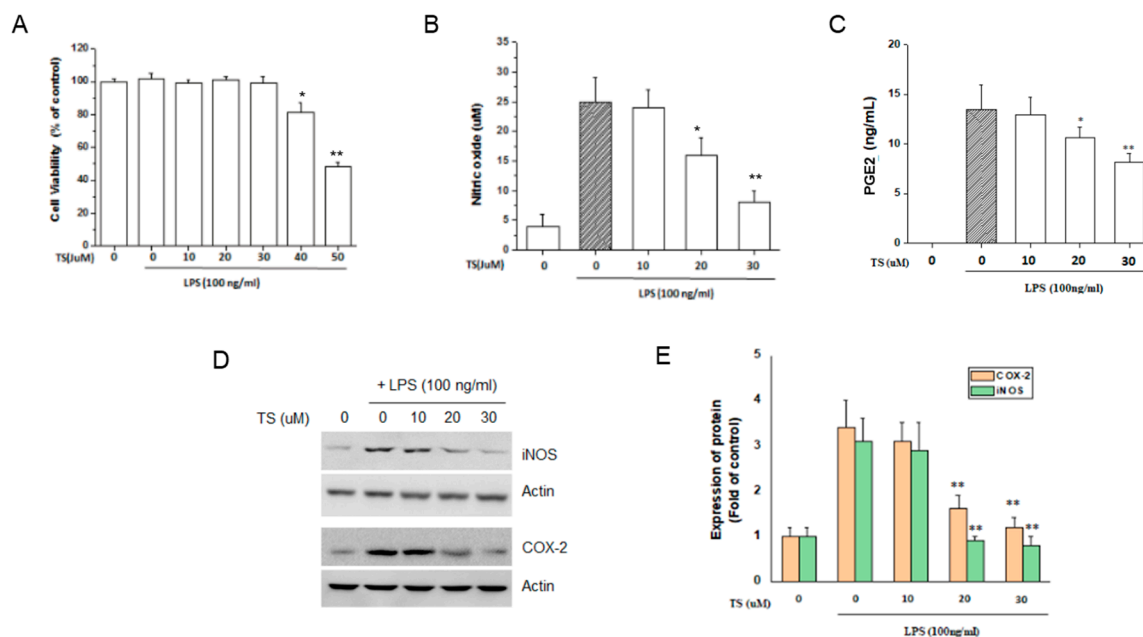 A
Cell Viablility (% of control)
120
100
80
60
40
20
0
*
**
TS(JuM) 0 0 10 20 30 40 50
LPS (100 ng/ml)
B
Nitric oxide (uM)
35
30
25
20
15
10
5
0
*
**
TS(JuM) 0 0 10 20 30
LPS (100 ng/ml)
C
PGE2_(ng/mL)
20
15
10
5
0
*
**
TS (uM) 0 0 10 20 30
LPS (100ng/ml)
D
+ LPS (100 ng/ml)
TS (uM) 0 0 10 20 30
iNOS
Actin
COX-2
Actin
E
Expression of protein
(Fold of control)
5
4
3
2
1
0
COX-2
iNOS
** **
** **
TS (uM) 0 0 10 20 30
LPS (100ng/ml)